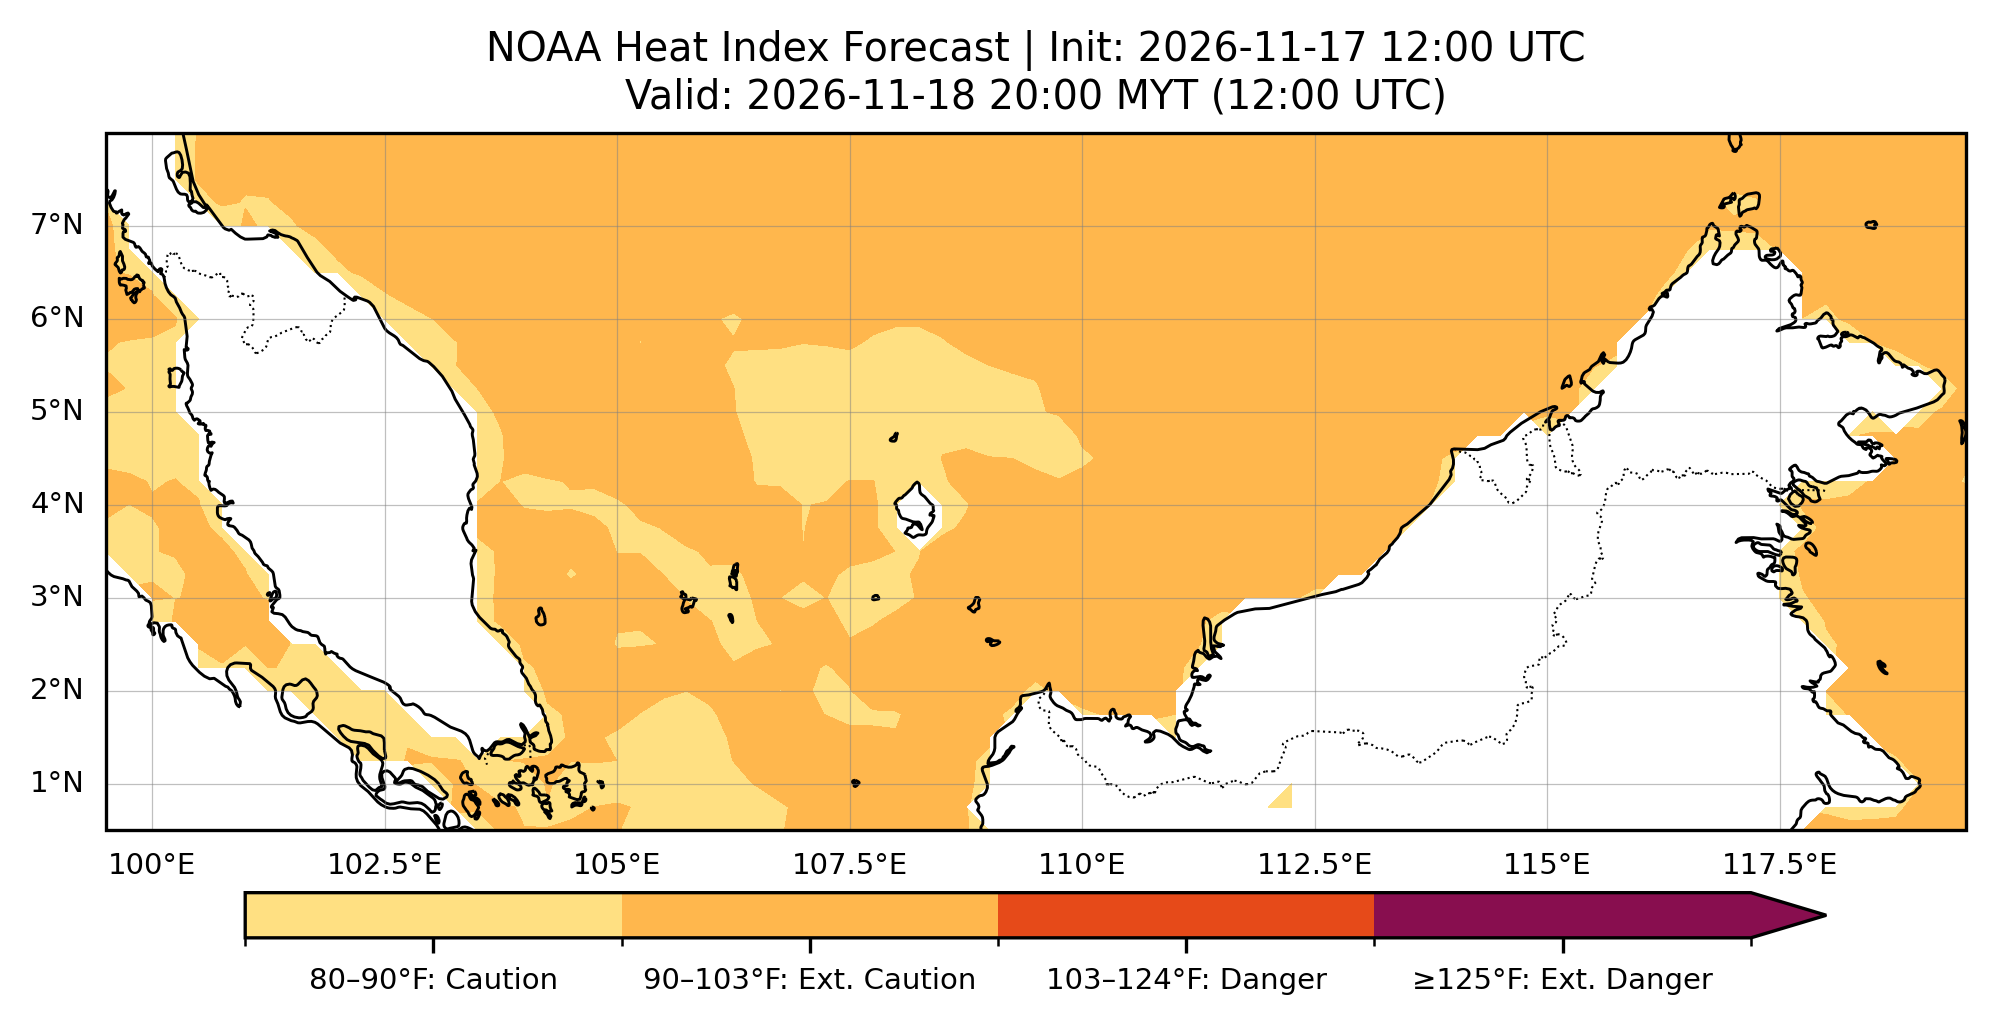 NOAA Heat Index Forecast | Init: 2026-11-17 12:00 UTC
Valid: 2026-11-18 20:00 MYT (12:00 UTC)
7°N
6°N
5°N
4°N
3°N
2°N
1°N
100°E 102.5°E 105°E 107.5°E 110°E 112.5°E 115°E 117.5°E
80–90°F: Caution 90–103°F: Ext. Caution 103–124°F: Danger ≥125°F: Ext. Danger